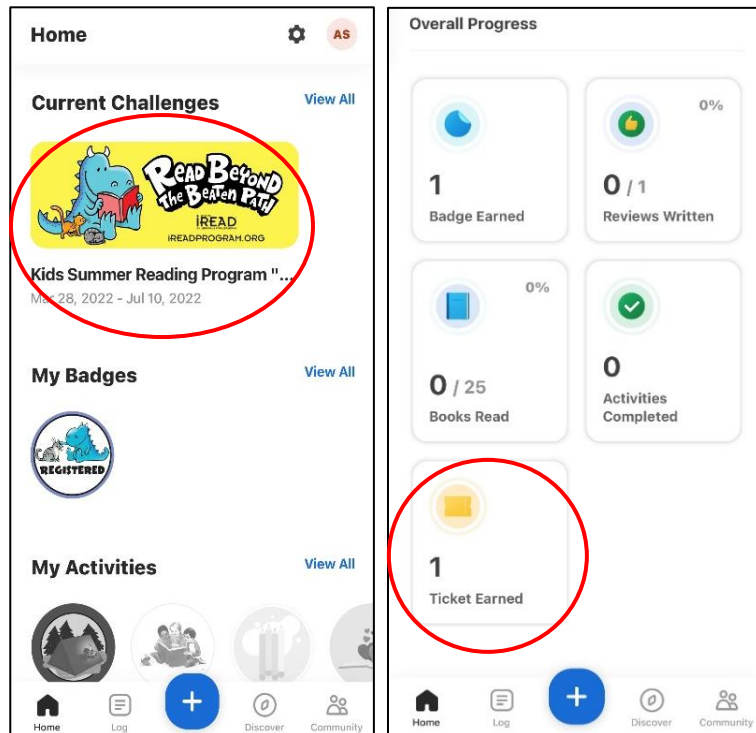 Home
AS
Current Challenges
View All
READ BEYOND
THE BEATEN PATH
iREAD
iREADPROGRAM.ORG
Kids Summer Reading Program "...
Mar 28, 2022 - Jul 10, 2022
My Badges
View All
REGISTERED
My Activities
View All
Home
Log
Discover
Community
Overall Progress
1
Badge Earned
0%
0 / 1
Reviews Written
0%
0 / 25
Books Read
0
Activities
Completed
1
Ticket Earned
Home
Log
Discover
Community